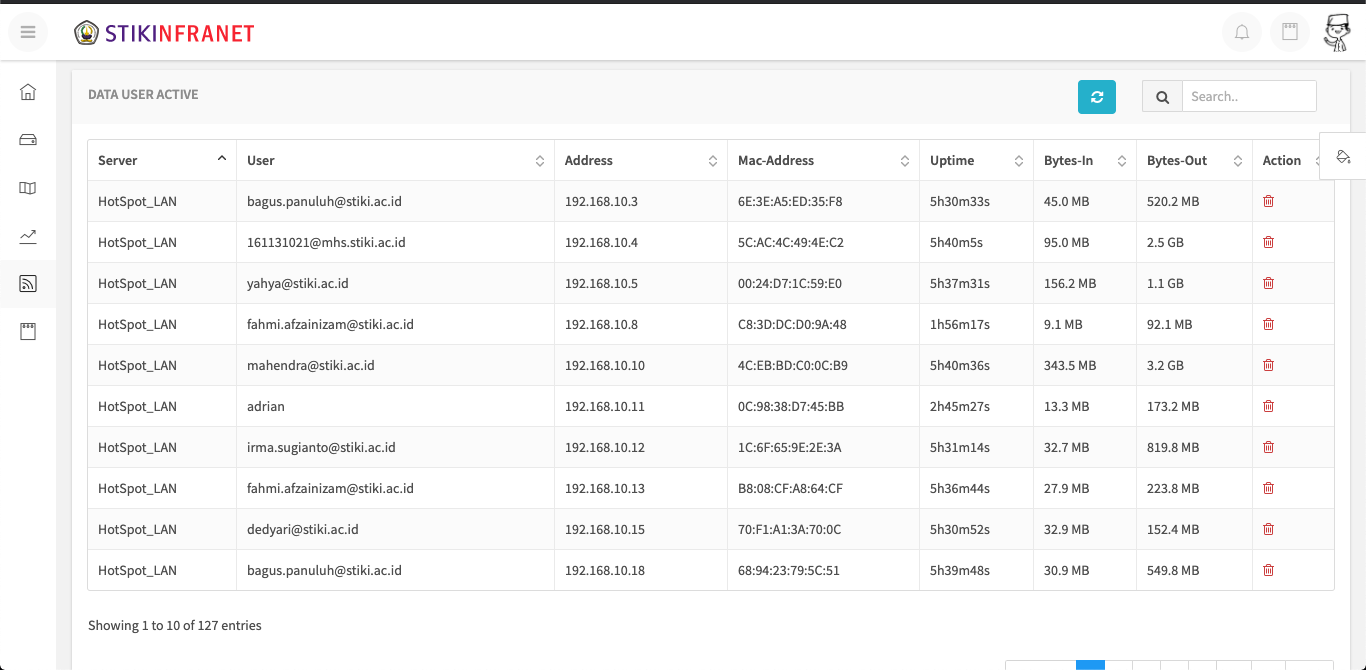 STIKINFRANET
DATA USER ACTIVE
Search..
Server User Address Mac-Address Uptime Bytes-In Bytes-Out Action
HotSpot_LAN bagus.panuluh@stiki.ac.id 192.168.10.3 6E:3E:A5:ED:35:F8 5h30m33s 45.0 MB 520.2 MB
HotSpot_LAN 161131021@mhs.stiki.ac.id 192.168.10.4 5C:AC:4C:49:4E:C2 5h40m5s 95.0 MB 2.5 GB
HotSpot_LAN yahya@stiki.ac.id 192.168.10.5 00:24:D7:1C:59:E0 5h37m31s 156.2 MB 1.1 GB
HotSpot_LAN fahmi.afzainizam@stiki.ac.id 192.168.10.8 C8:3D:DC:D0:9A:48 1h56m17s 9.1 MB 92.1 MB
HotSpot_LAN mahendra@stiki.ac.id 192.168.10.10 4C:EB:BD:C0:0C:B9 5h40m36s 343.5 MB 3.2 GB
HotSpot_LAN adrian 192.168.10.11 0C:98:38:D7:45:BB 2h45m27s 13.3 MB 173.2 MB
HotSpot_LAN irma.sugianto@stiki.ac.id 192.168.10.12 1C:6F:65:9E:2E:3A 5h31m14s 32.7 MB 819.8 MB
HotSpot_LAN fahmi.afzainizam@stiki.ac.id 192.168.10.13 B8:08:CF:A8:64:CF 5h36m44s 27.9 MB 223.8 MB
HotSpot_LAN dedyari@stiki.ac.id 192.168.10.15 70:F1:A1:3A:70:0C 5h30m52s 32.9 MB 152.4 MB
HotSpot_LAN bagus.panuluh@stiki.ac.id 192.168.10.18 68:94:23:79:5C:51 5h39m48s 30.9 MB 549.8 MB
Showing 1 to 10 of 127 entries